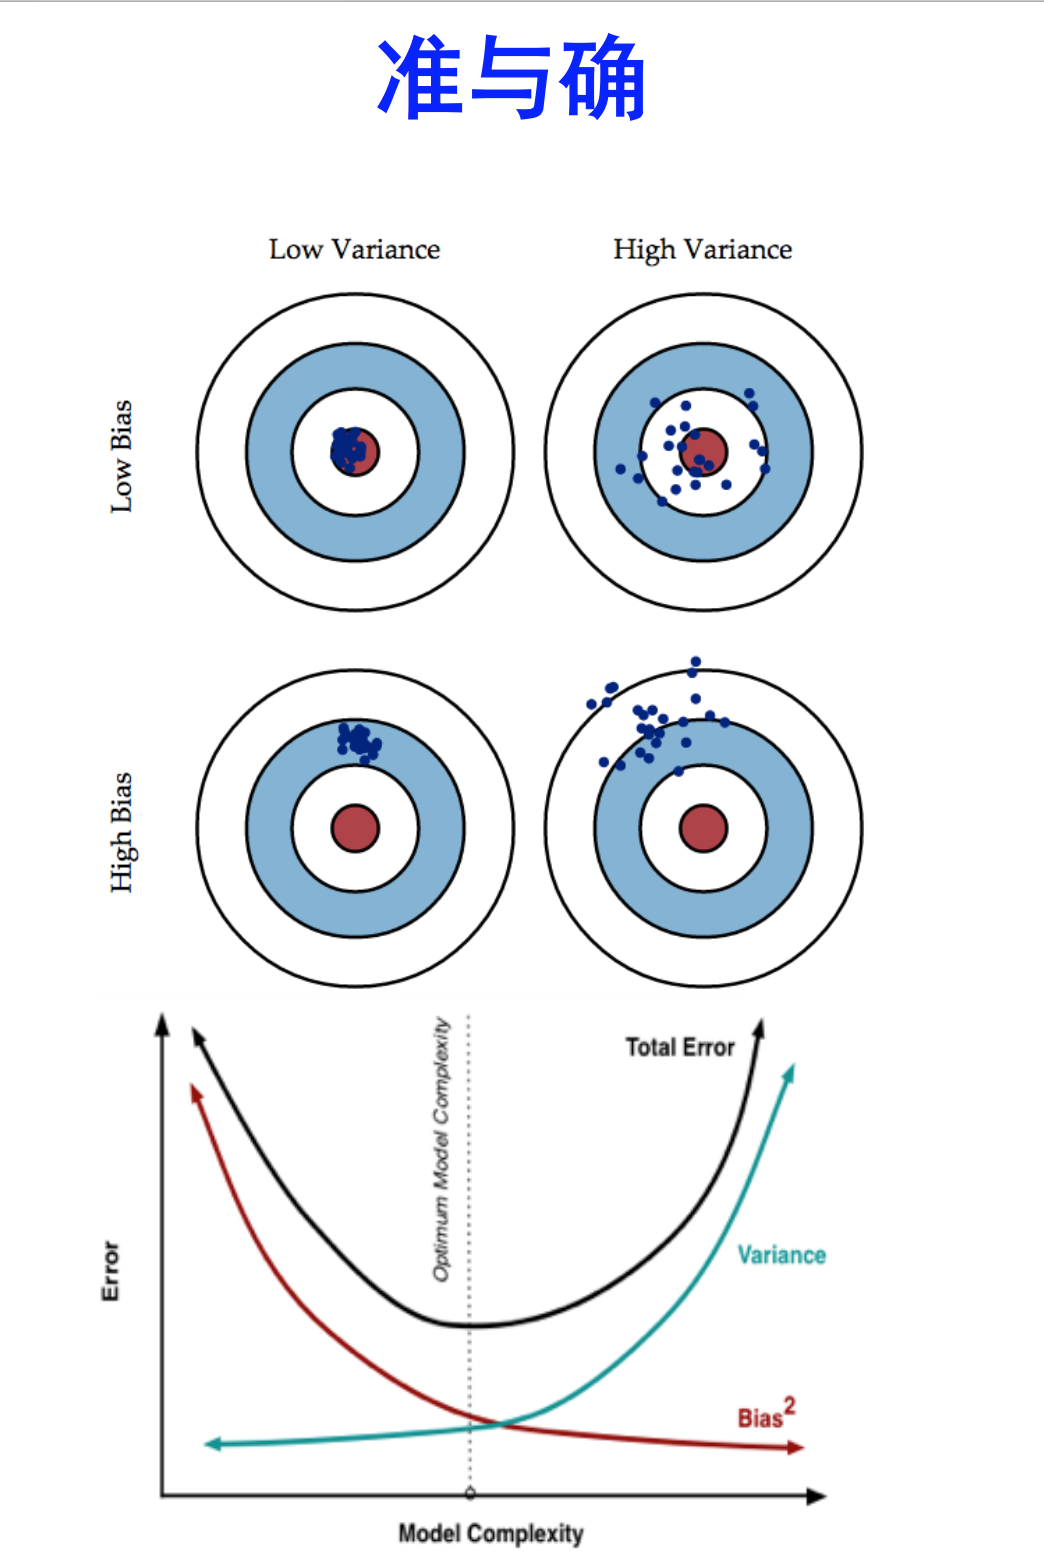 准与确
Low Variance
High Variance
Low Bias
High Bias
Optimum Model Complexity
Total Error
Variance
Error
Bias²
Model Complexity